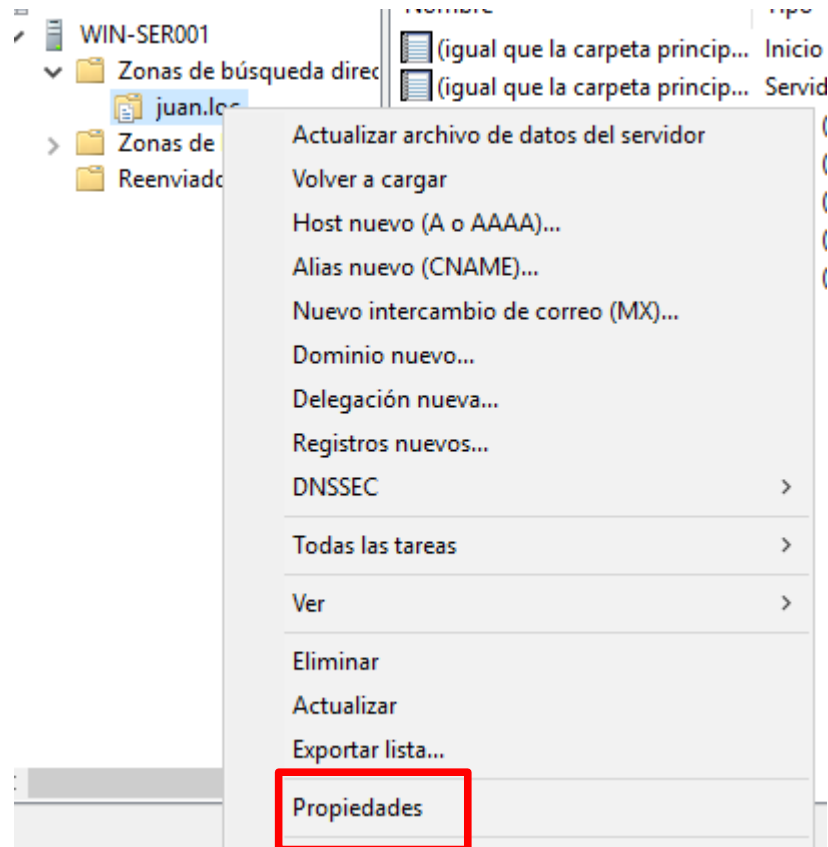 Nombre Tipo
WIN-SER001
Zonas de búsqueda direc
juan.loc
Zonas de
Reenviado
(igual que la carpeta princip... Inicio
(igual que la carpeta princip... Servid
Actualizar archivo de datos del servidor
Volver a cargar
Host nuevo (A o AAAA)...
Alias nuevo (CNAME)...
Nuevo intercambio de correo (MX)...
Dominio nuevo...
Delegación nueva...
Registros nuevos...
DNSSEC
Todas las tareas
Ver
Eliminar
Actualizar
Exportar lista...
Propiedades